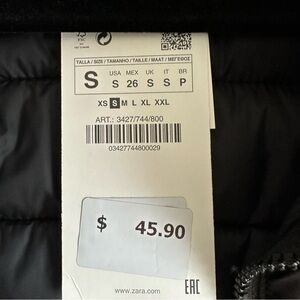 FSC
TALLA / SIZE / TAMANHO / TAILLE / MAAT / ΜΕΓΕΘΟΣ
S
USA MEX UK IT BR
S 26 S S P
XS S M L XL XXL
ART.: 3427/744/800
03427744800029
$ 45.90
www.zara.com
EAC